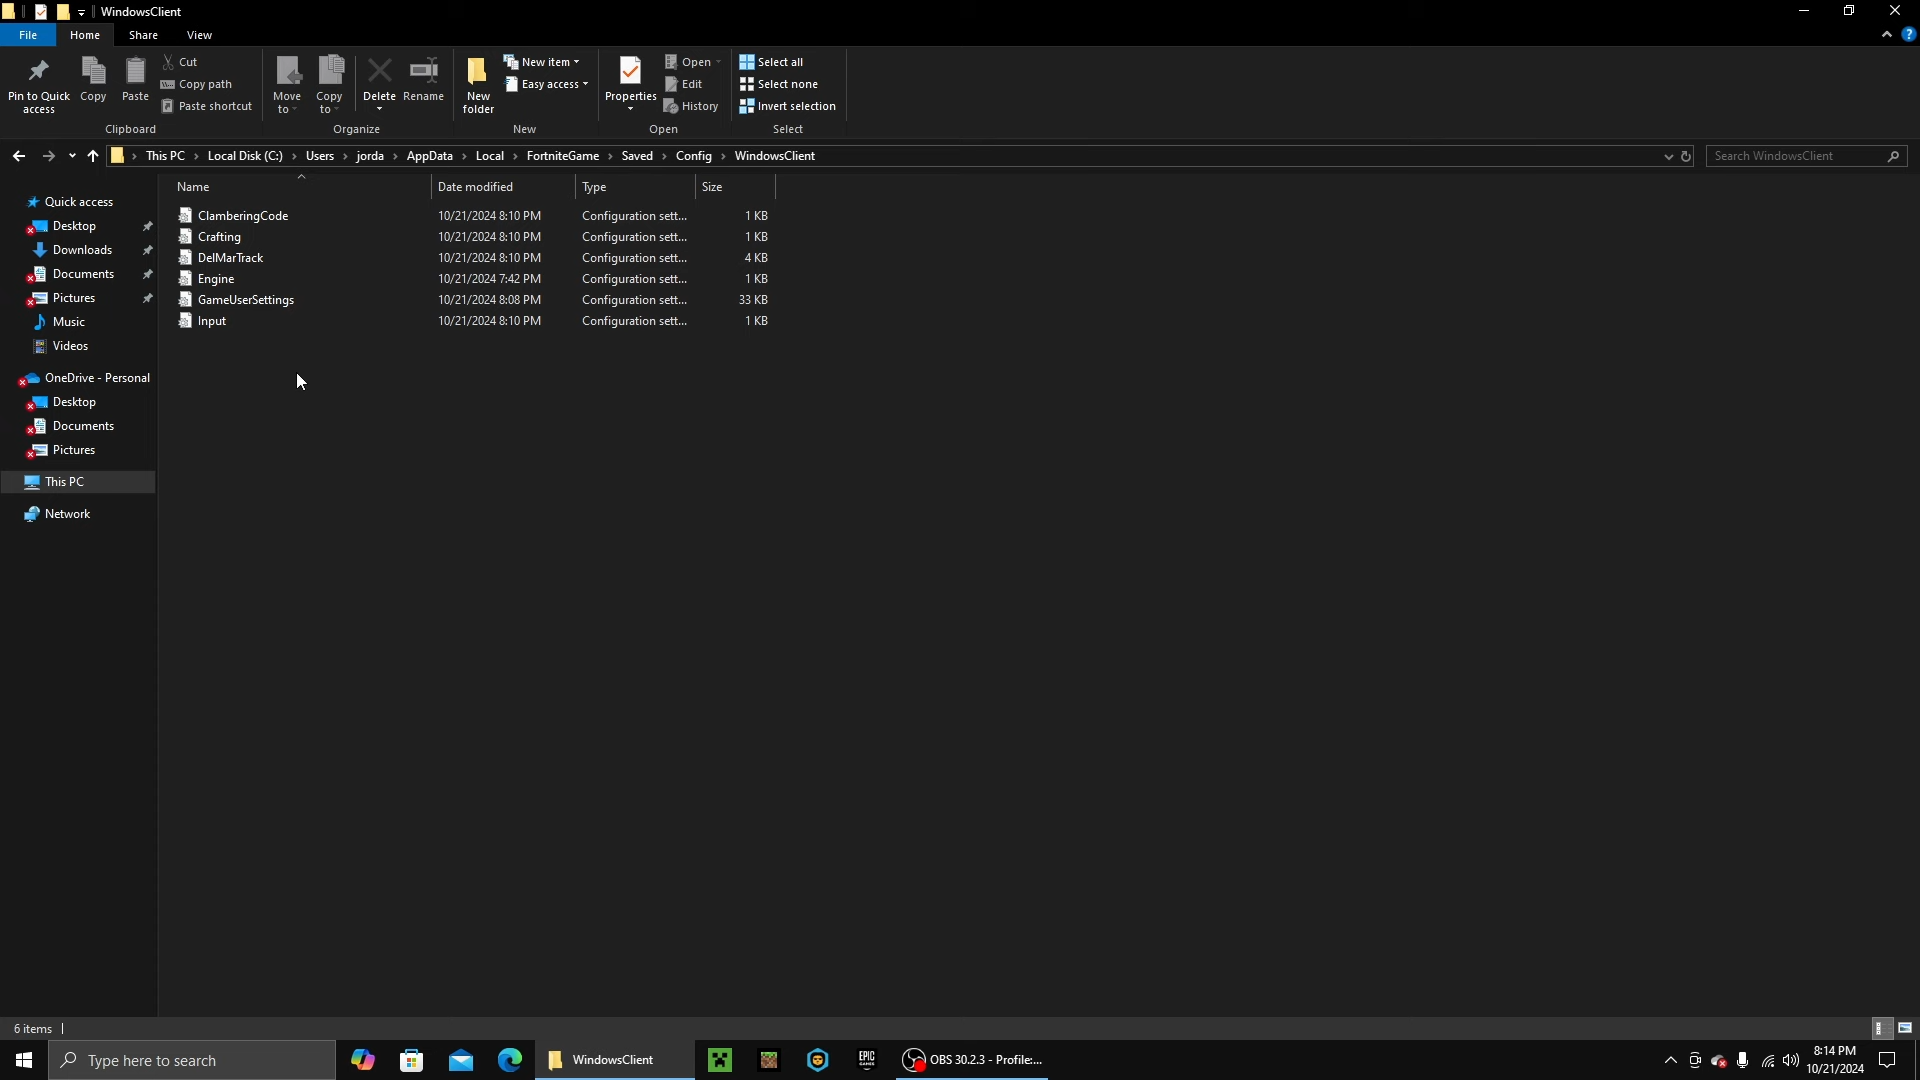 WindowsClient
File Home Share View
Pin to Quick access
Copy
Paste
Cut
Copy path
Paste shortcut
Clipboard
Move to
Copy to
Delete
Rename
Organize
New folder
New item
Easy access
New
Properties
Open
Edit
History
Open
Select all
Select none
Invert selection
Select
This PC Local Disk (C:) Users jorda AppData Local FortniteGame Saved Config WindowsClient
Search WindowsClient
Name Date modified Type Size
ClamberingCode 10/21/2024 8:10 PM Configuration sett... 1 KB
Crafting 10/21/2024 8:10 PM Configuration sett... 1 KB
DelMarTrack 10/21/2024 8:10 PM Configuration sett... 4 KB
Engine 10/21/2024 7:42 PM Configuration sett... 1 KB
GameUserSettings 10/21/2024 8:08 PM Configuration sett... 33 KB
Input 10/21/2024 8:10 PM Configuration sett... 1 KB
Quick access
Desktop
Downloads
Documents
Pictures
Music
Videos
OneDrive - Personal
Desktop
Documents
Pictures
This PC
Network
6 items
Type here to search
WindowsClient
EPIC GAMES
OBS 30.2.3 - Profile:...
8:14 PM
10/21/2024